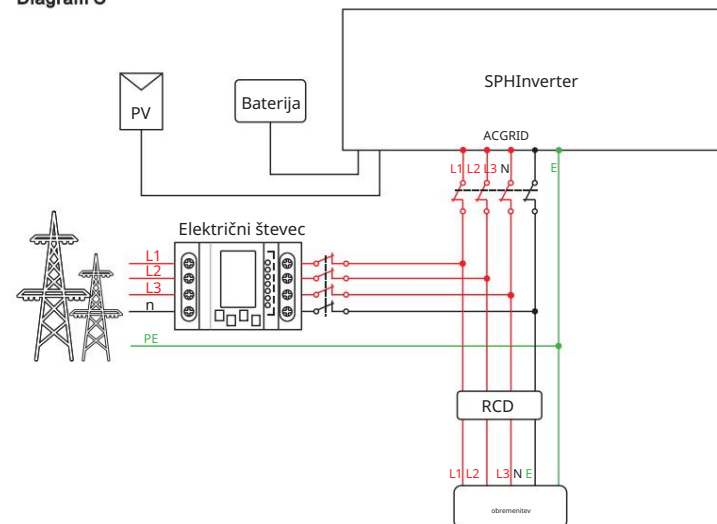 Diagram C
SPHInverter
PV
Baterija
ACGRID
L1 L2 L3 N E
Električni števec
L1
L2
L3
n
PE
RCD
L1 L2 L3 N E
obremenitev